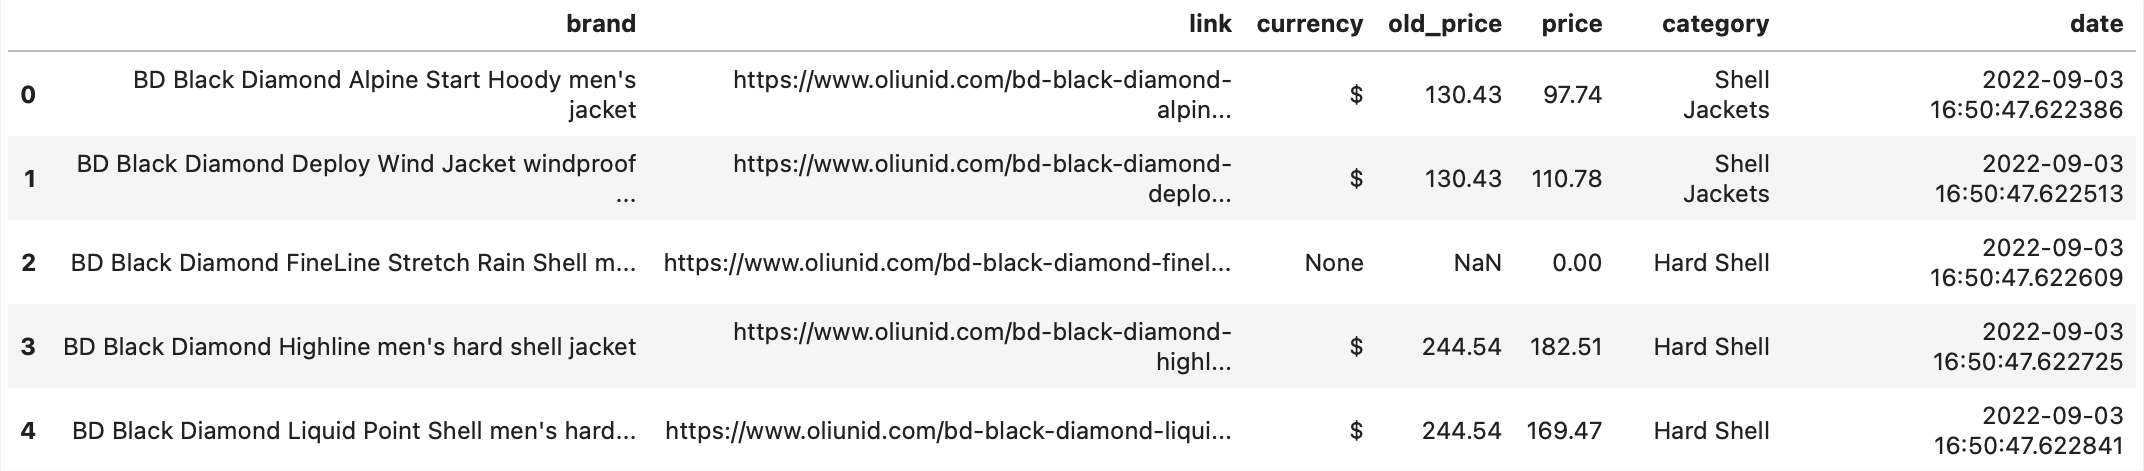 brand link currency old_price price category date
0 BD Black Diamond Alpine Start Hoody men's jacket https://www.oliunid.com/bd-black-diamond-alpin... $ 130.43 97.74 Shell Jackets 2022-09-03 16:50:47.622386
1 BD Black Diamond Deploy Wind Jacket windproof ... https://www.oliunid.com/bd-black-diamond-deplo... $ 130.43 110.78 Shell Jackets 2022-09-03 16:50:47.622513
2 BD Black Diamond FineLine Stretch Rain Shell m... https://www.oliunid.com/bd-black-diamond-finel... None NaN 0.00 Hard Shell 2022-09-03 16:50:47.622609
3 BD Black Diamond Highline men's hard shell jacket https://www.oliunid.com/bd-black-diamond-highl... $ 244.54 182.51 Hard Shell 2022-09-03 16:50:47.622725
4 BD Black Diamond Liquid Point Shell men's hard... https://www.oliunid.com/bd-black-diamond-liqui... $ 244.54 169.47 Hard Shell 2022-09-03 16:50:47.622841